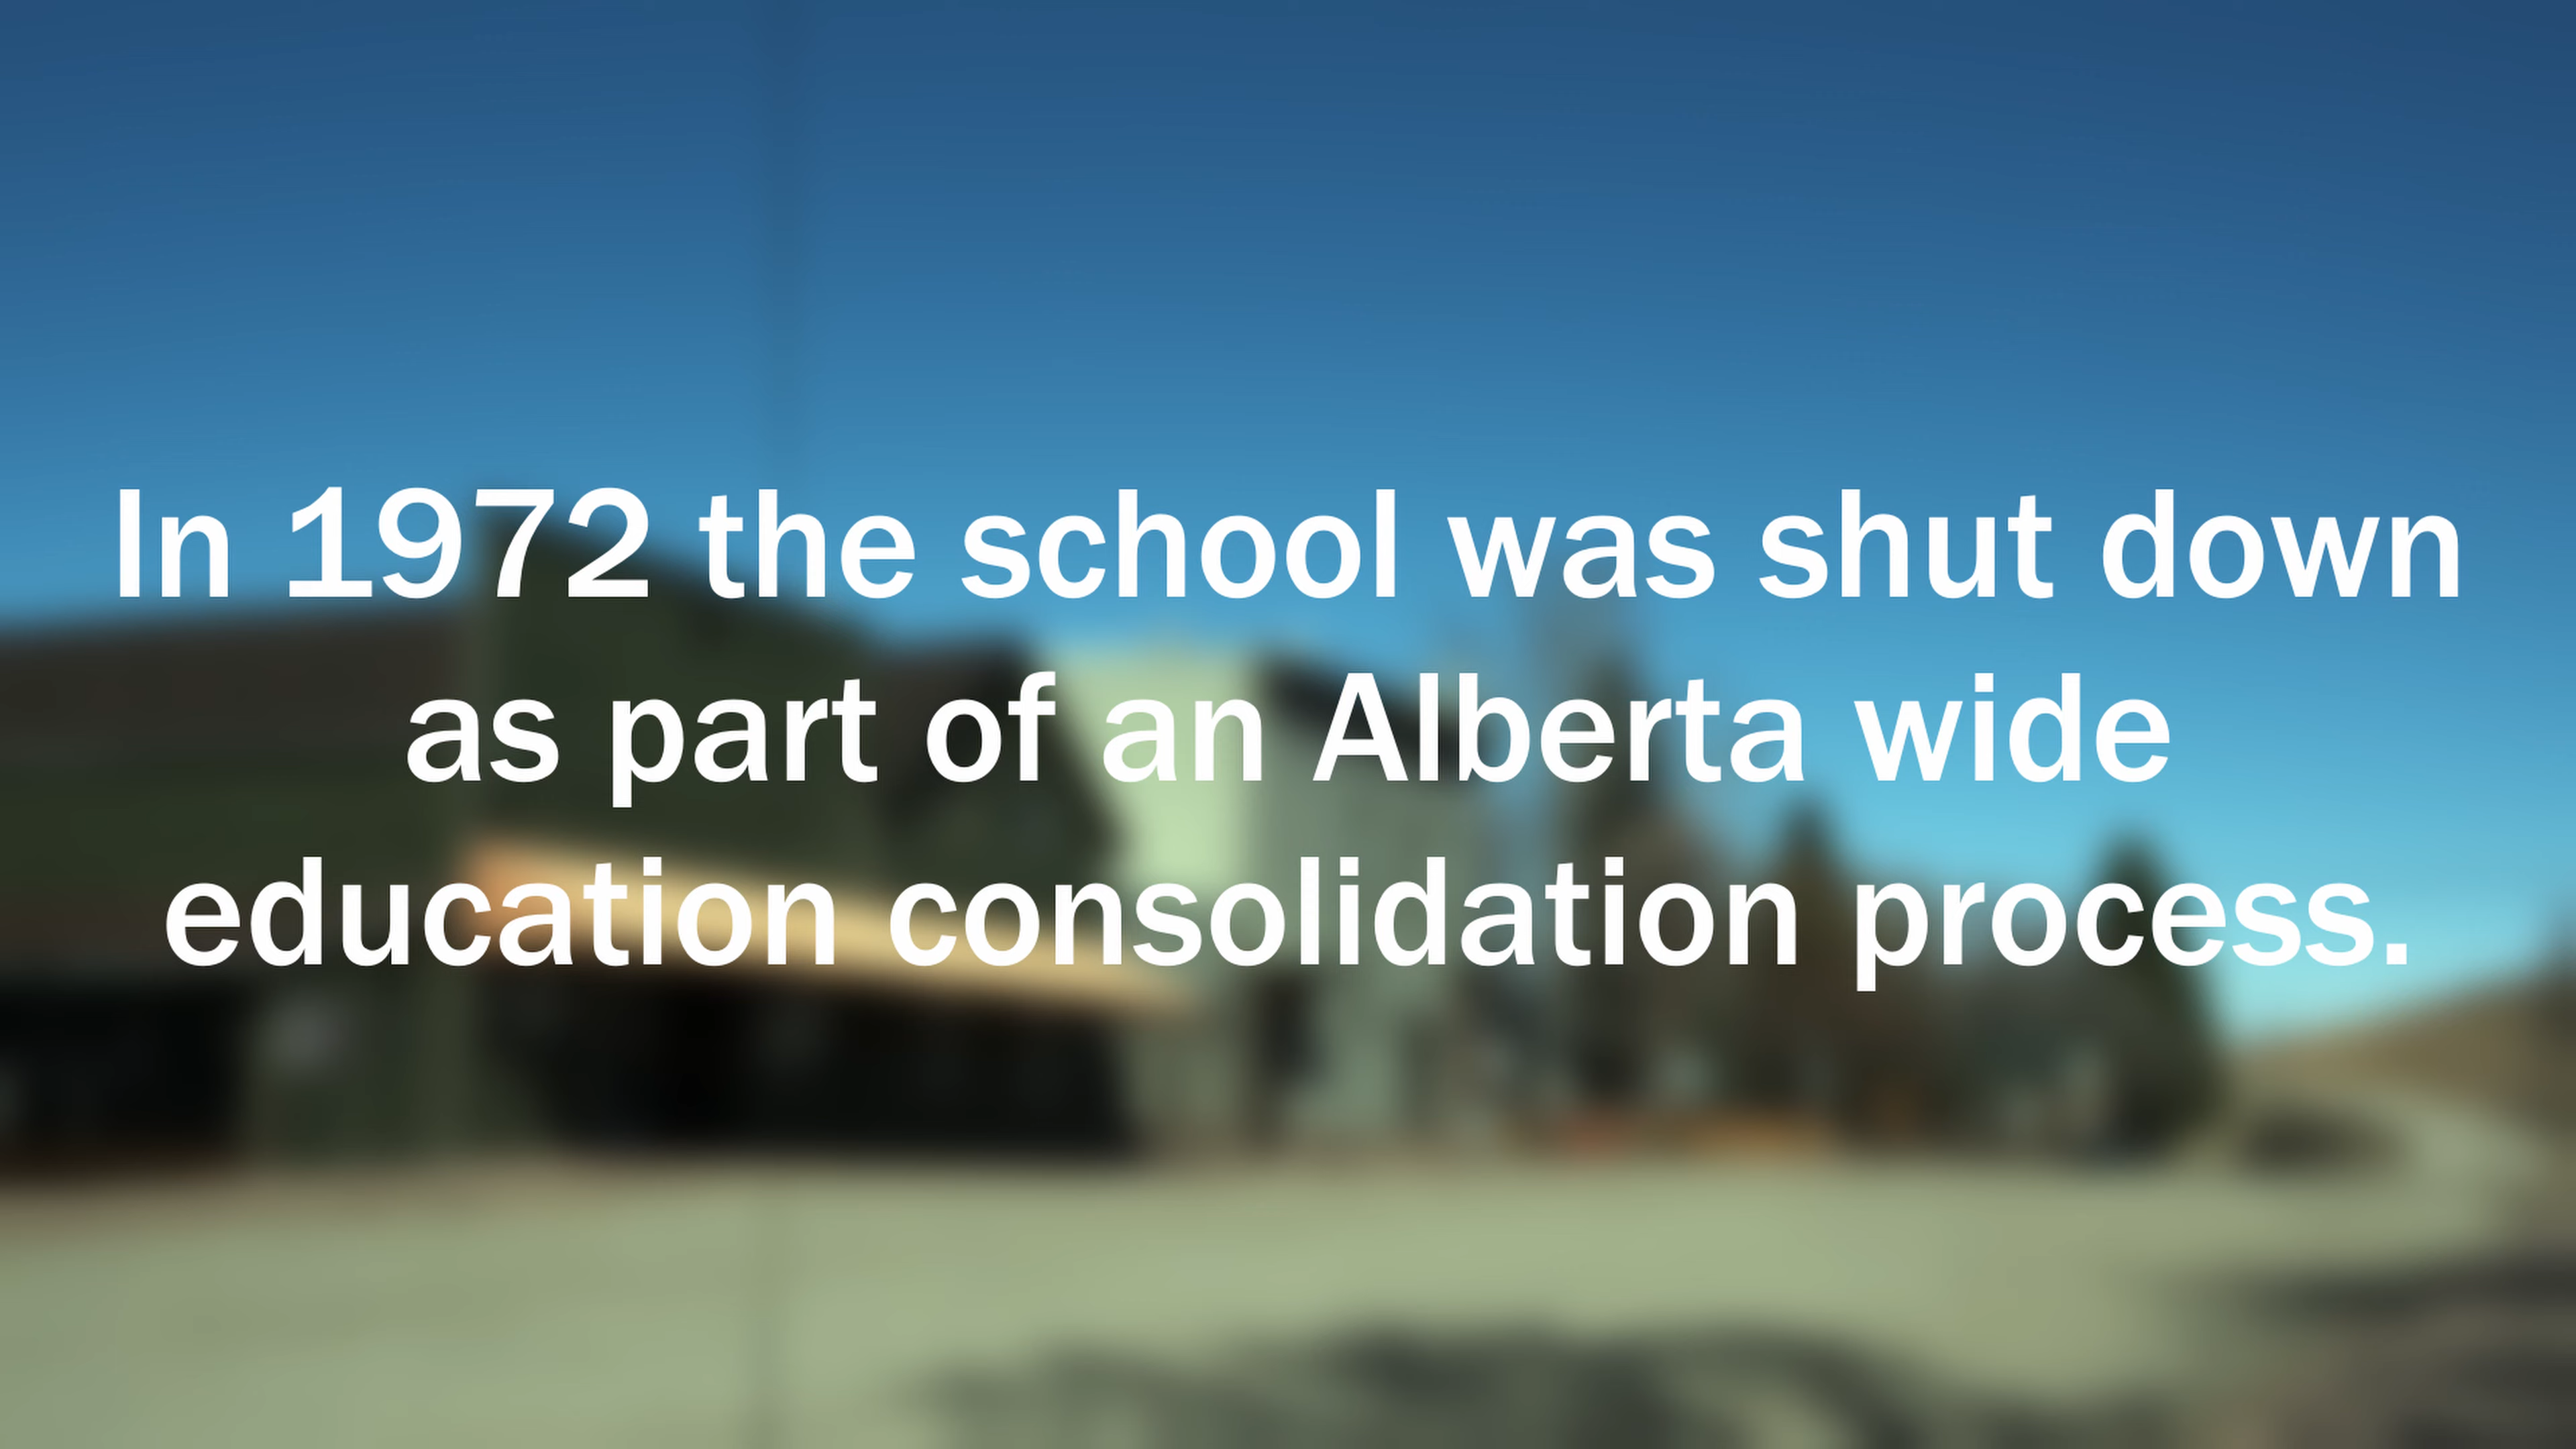 In 1972 the school was shut down
as part of an Alberta wide
education consolidation process.